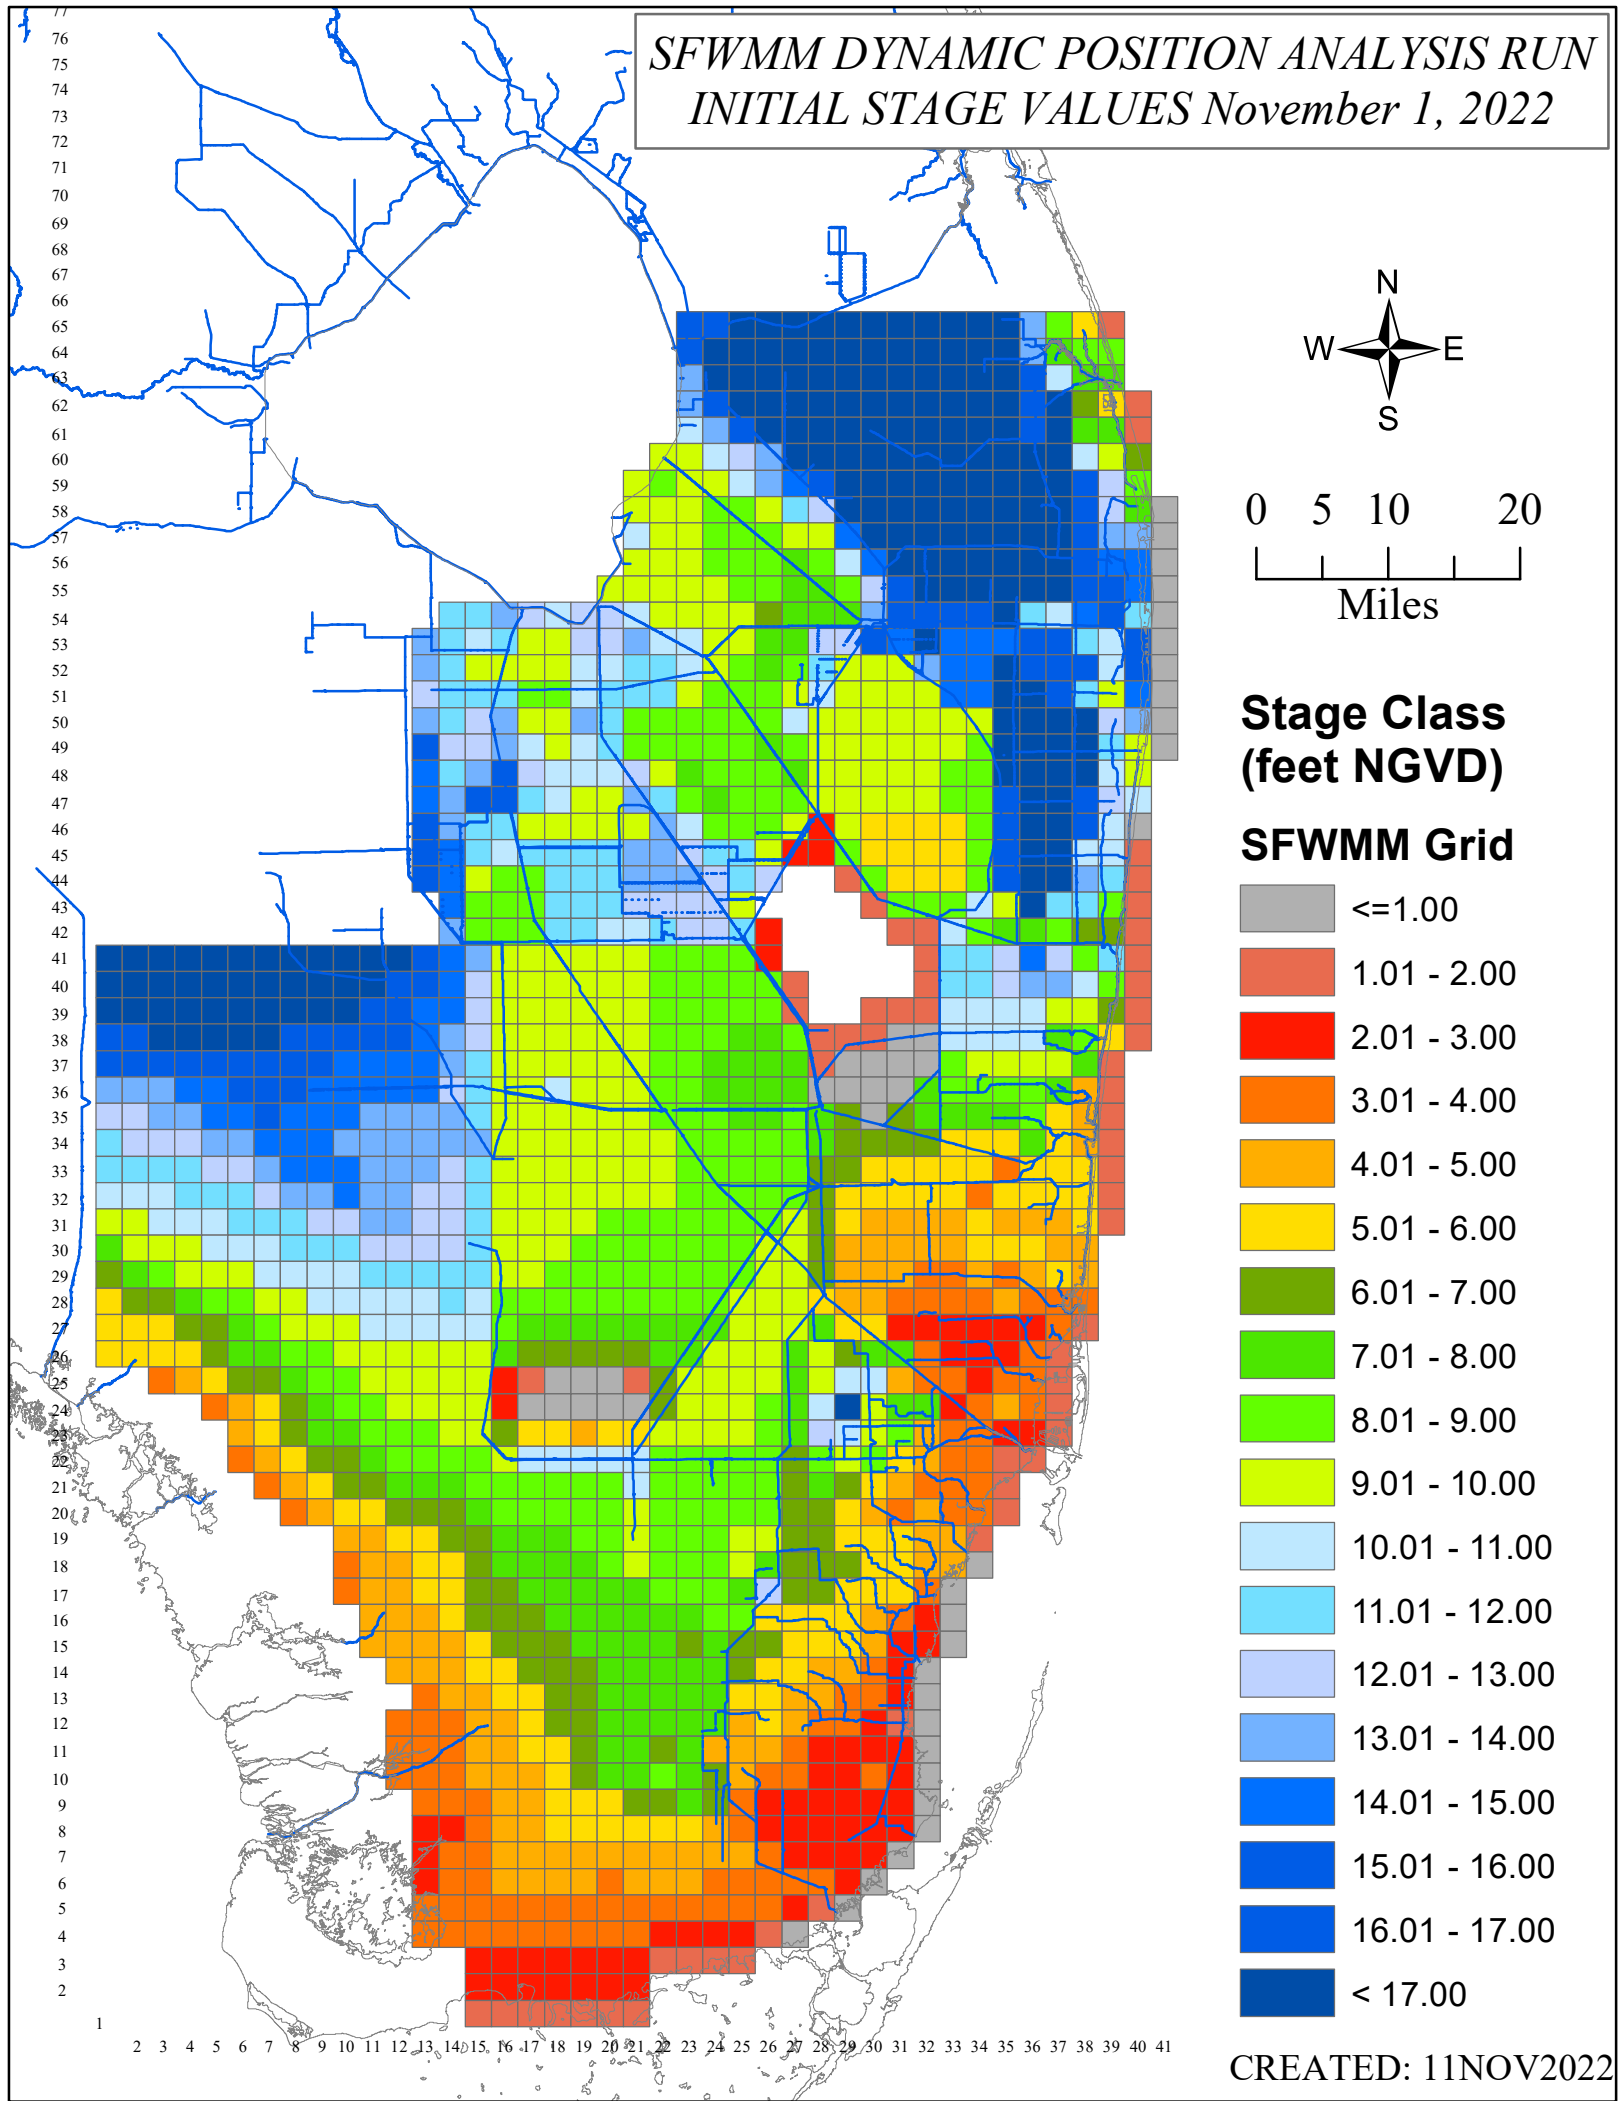 SFWMM DYNAMIC POSITION ANALYSIS RUN
INITIAL STAGE VALUES November 1, 2022
77
76
75
74
73
72
71
70
69
68
67
66
65
64
63
62
61
60
59
58
57
56
55
54
53
52
51
50
49
48
47
46
45
44
43
42
41
40
39
38
37
36
35
34
33
32
31
30
29
28
27
26
25
24
23
22
21
20
19
18
17
16
15
14
13
12
11
10
9
8
7
6
5
4
3
2
1
2 3 4 5 6 7 8 9 10 11 12 13 14 15 16 17 18 19 20 21 22 23 24 25 26 27 28 29 30 31 32 33 34 35 36 37 38 39 40 41
N
W E
S
0 5 10 20
Miles
Stage Class
(feet NGVD)
SFWMM Grid
<=1.00
1.01 - 2.00
2.01 - 3.00
3.01 - 4.00
4.01 - 5.00
5.01 - 6.00
6.01 - 7.00
7.01 - 8.00
8.01 - 9.00
9.01 - 10.00
10.01 - 11.00
11.01 - 12.00
12.01 - 13.00
13.01 - 14.00
14.01 - 15.00
15.01 - 16.00
16.01 - 17.00
< 17.00
CREATED: 11NOV2022